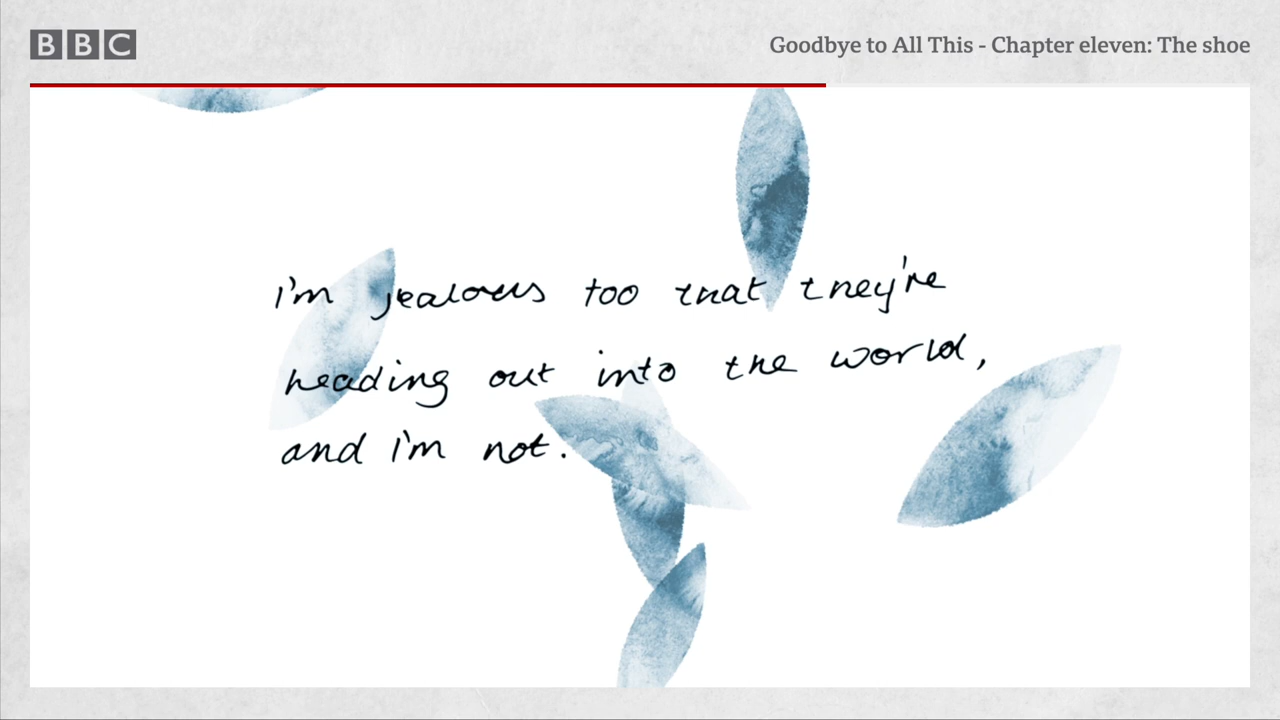 BBC
Goodbye to All This - Chapter eleven: The shoe
I'm jealous too that they're
heading out into the world,
and I'm not.